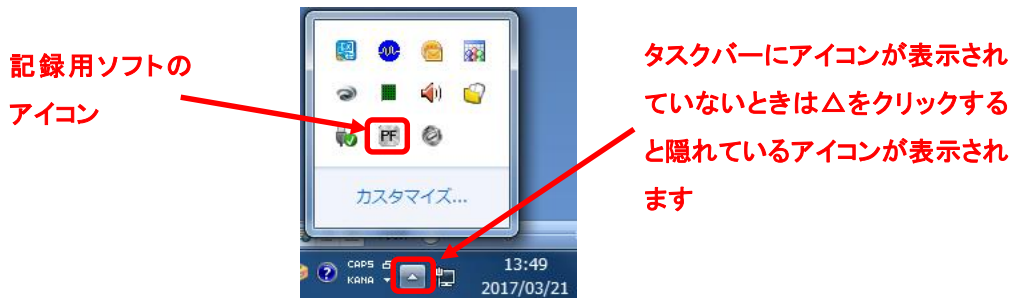 記録用ソフトの
アイコン
タスクバーにアイコンが表示され
ていないときは△をクリックする
と隠れているアイコンが表示され
ます
PF
カスタマイズ...
CAPS
KANA
13:49
2017/03/21